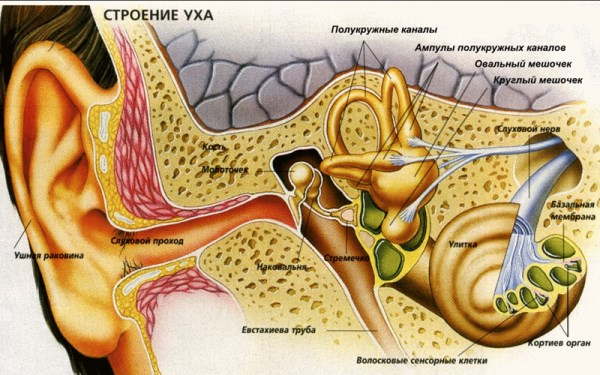 СТРОЕНИЕ УХА
Полукружные каналы
Ампулы полукружных каналов
Овальный мешочек
Круглый мешочек
Слуховой нерв
Кость
Молоточек
Базальная
мембрана
Слуховой проход
Улитка
Ушная раковина
Стремечко
Наковальня
Евстахиева труба
Кортиев орган
Волосковые сенсорные клетки